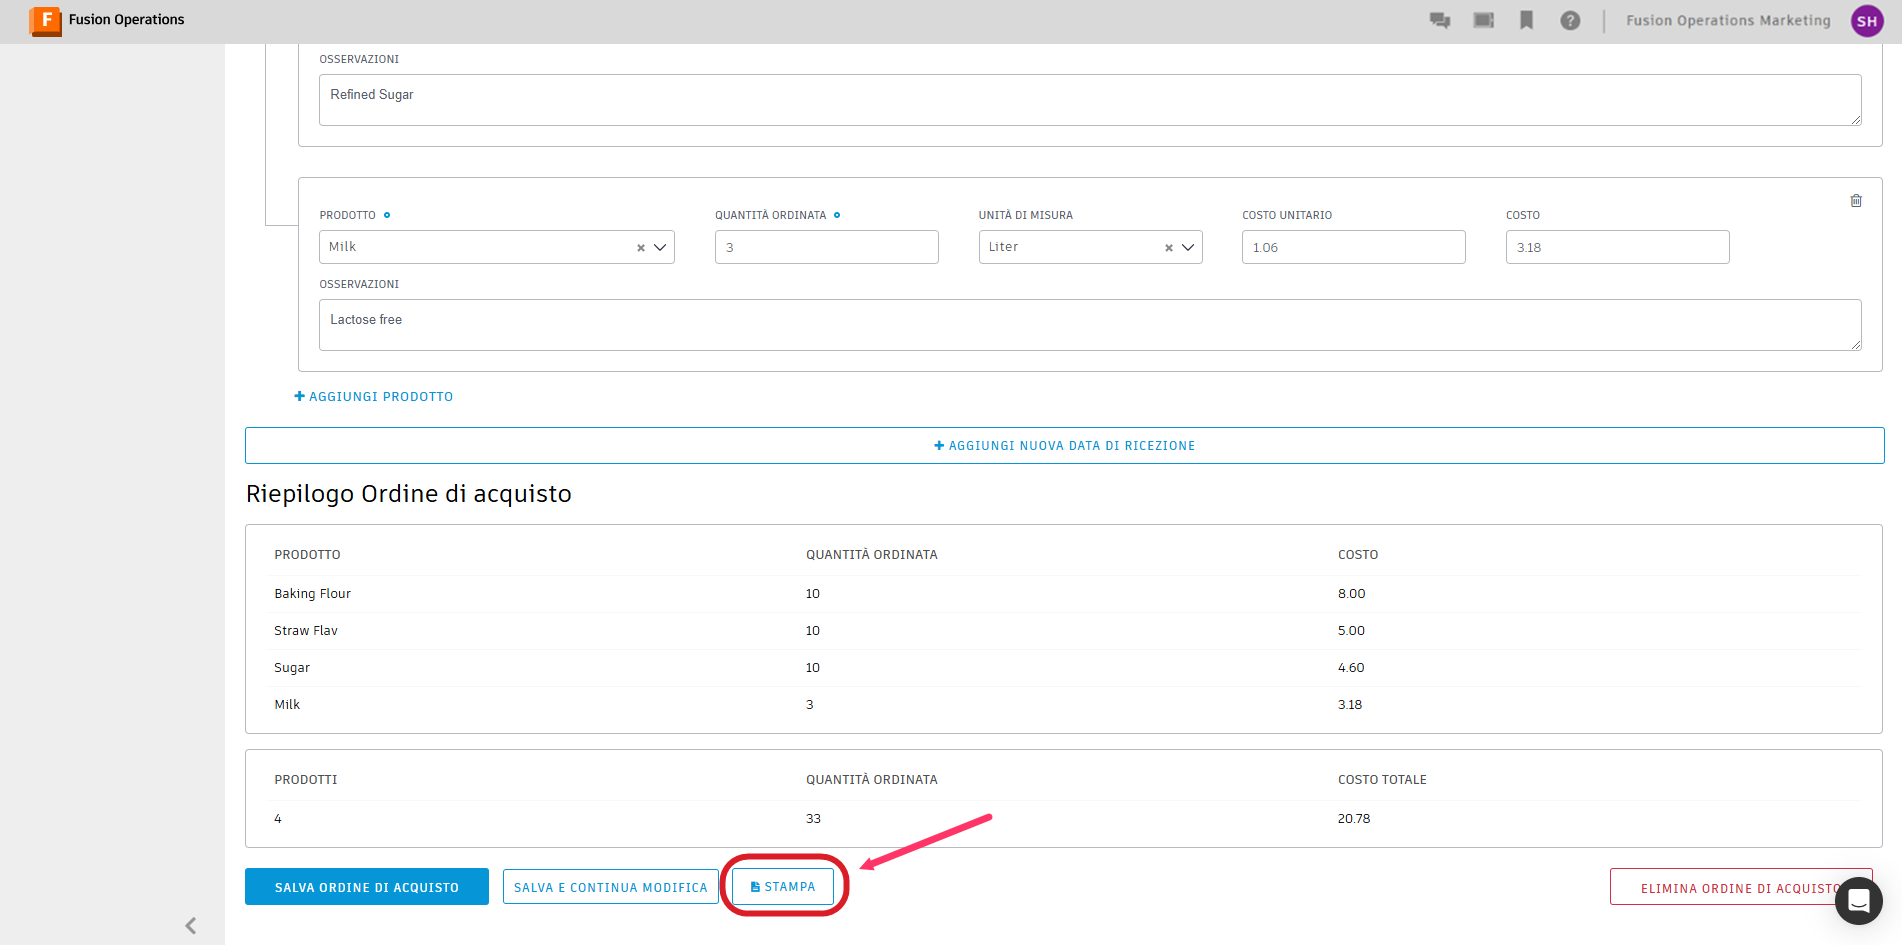 F Fusion Operations
Fusion Operations Marketing SH
OSSERVAZIONI
Refined Sugar
PRODOTTO QUANTITÀ ORDINATA UNITÀ DI MISURA COSTO UNITARIO COSTO
Milk 3 Liter 1.06 3.18
OSSERVAZIONI
Lactose free
+ AGGIUNGI PRODOTTO
+ AGGIUNGI NUOVA DATA DI RICEZIONE
Riepilogo Ordine di acquisto
PRODOTTO QUANTITÀ ORDINATA COSTO
Baking Flour 10 8.00
Straw Flav 10 5.00
Sugar 10 4.60
Milk 3 3.18
PRODOTTI QUANTITÀ ORDINATA COSTO TOTALE
4 33 20.78
SALVA ORDINE DI ACQUISTO SALVA E CONTINUA MODIFICA STAMPA ELIMINA ORDINE DI ACQUISTO